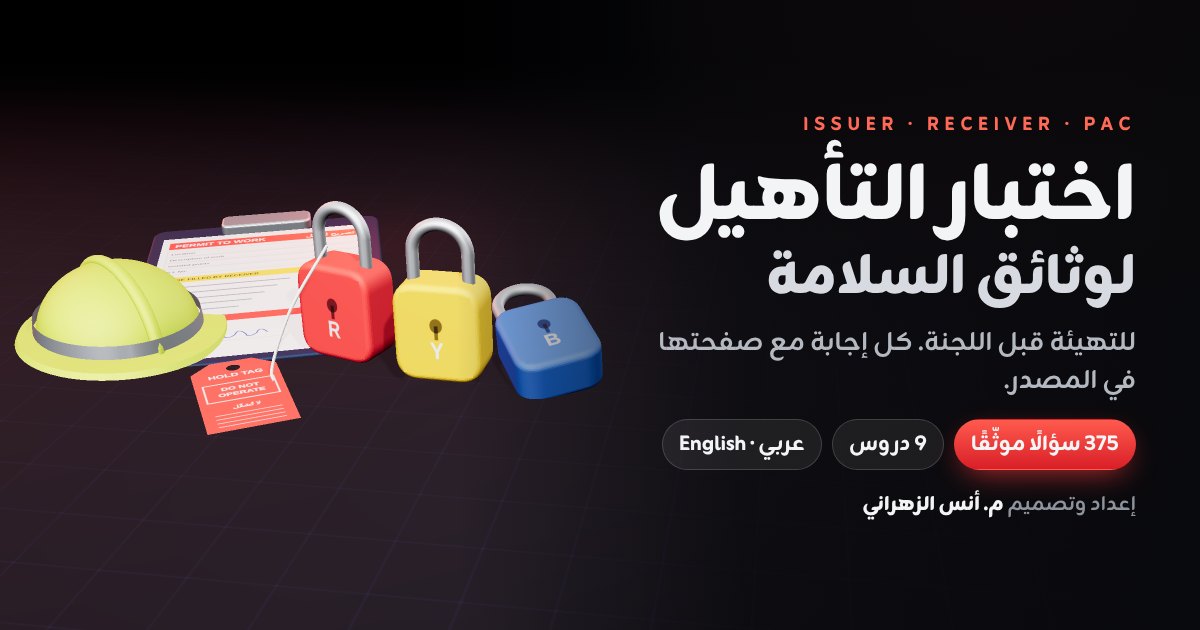 ISSUER · RECEIVER · PAC
اختبار التأهيل
لوثائق السلامة
للتهيئة قبل اللجنة. كل إجابة مع صفحتها
في المصدر.
375 سؤالًا موثّقًا
9 دروس
عربي · English
إعداد وتصميم م. أنس الزهراني
PERMIT TO WORK
R
Y
B
HOLD TAG
DO NOT
OPERATE